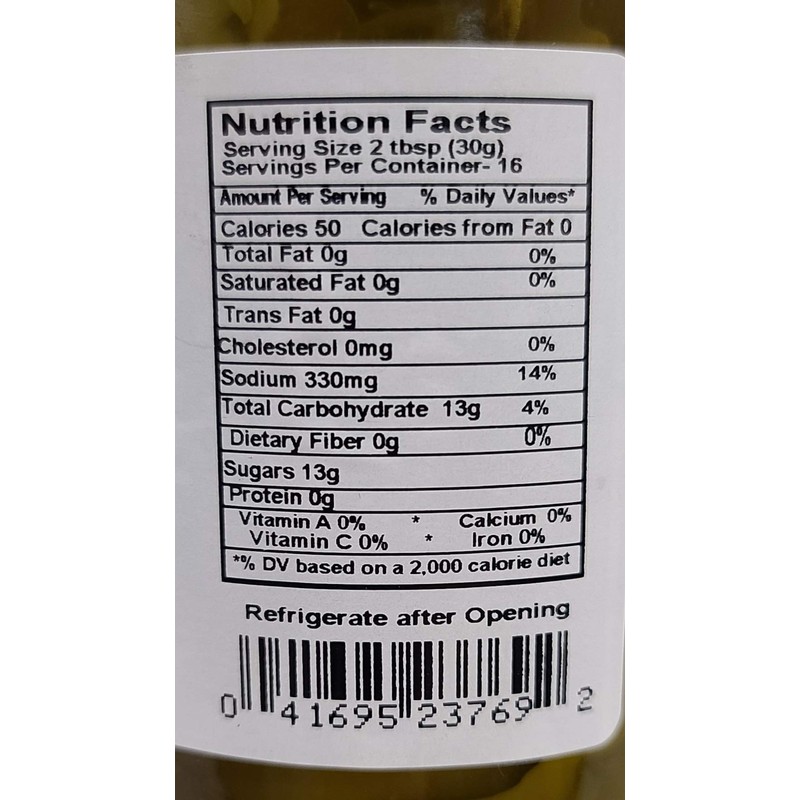 Nutrition Facts
Serving Size 2 tbsp (30g)
Servings Per Container- 16
Amount Per Serving % Daily Values*
Calories 50 Calories from Fat 0
Total Fat 0g 0%
Saturated Fat 0g 0%
Trans Fat 0g
Cholesterol 0mg 0%
Sodium 330mg 14%
Total Carbohydrate 13g 4%
Dietary Fiber 0g 0%
Sugars 13g
Protein 0g
Vitamin A 0% * Calcium 0%
Vitamin C 0% * Iron 0%
*% DV based on a 2,000 calorie diet
Refrigerate after Opening
0 41695 23769 2